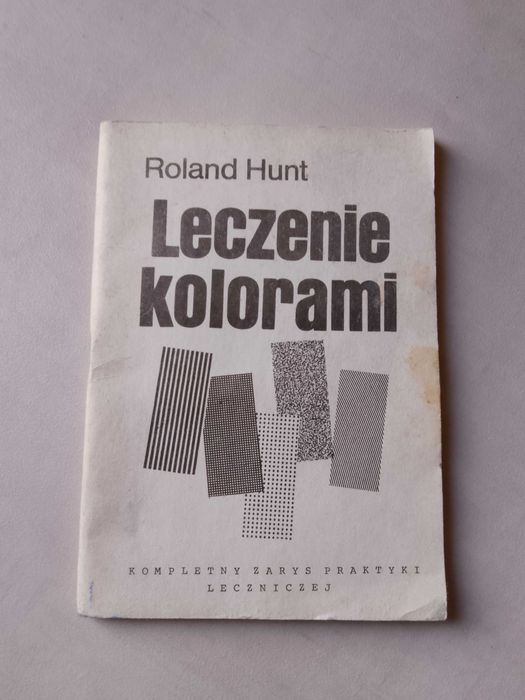 Roland Hunt
Leczenie
kolorami
KOMPLETNY ZARYS PRAKTYKI
LECZNICZEJ